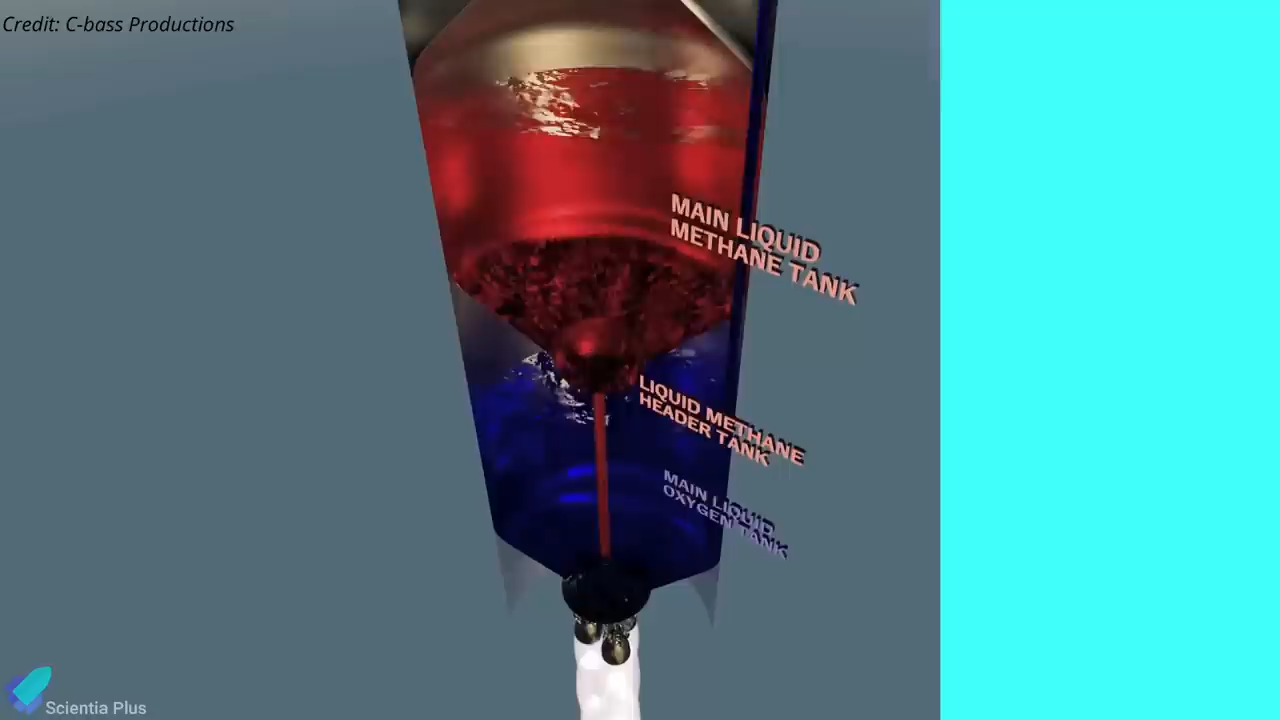 Credit: C-bass Productions
MAIN LIQUID
METHANE TANK
LIQUID METHANE
HEADER TANK
MAIN LIQUID
OXYGEN TANK
Scientia Plus